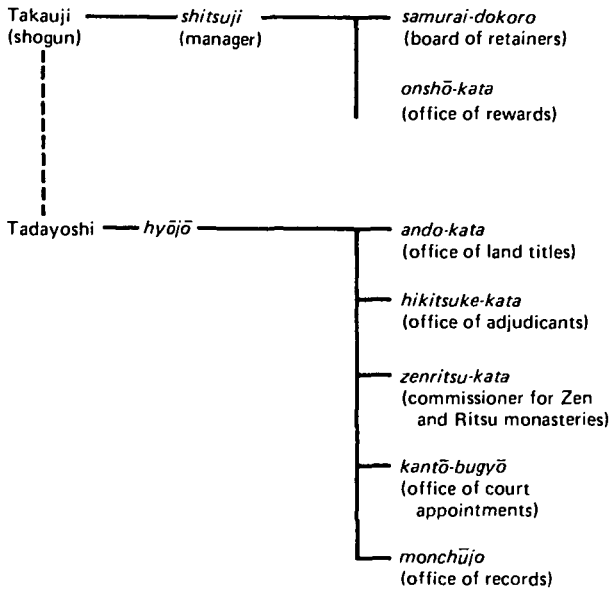 Takauji shitsuji samurai-dokoro
(shogun) (manager) (board of retainers)
onshō-kata
(office of rewards)
Tadayoshi hyōjō ando-kata
(office of land titles)
hikitsuke-kata
(office of adjudicants)
zenritsu-kata
(commissioner for Zen
and Ritsu monasteries)
kantō-bugyō
(office of court
appointments)
monchūjo
(office of records)